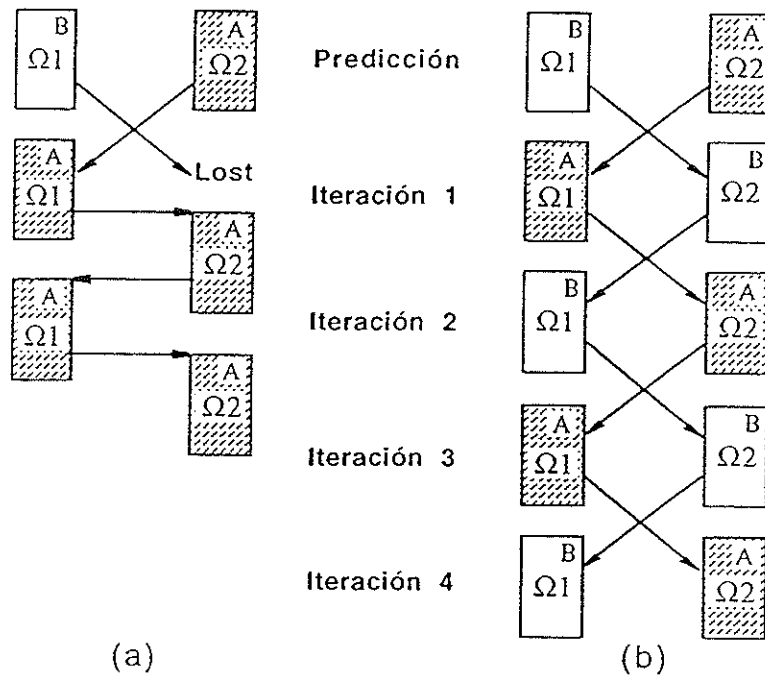 B
Ω1
A
Ω2
Predicción
B
Ω1
A
Ω2
A
Ω1
Lost
Iteración 1
A
Ω1
B
Ω2
A
Ω2
A
Ω1
Iteración 2
B
Ω1
A
Ω2
A
Ω2
Iteración 3
A
Ω1
B
Ω2
Iteración 4
B
Ω1
A
Ω2
(a)
(b)